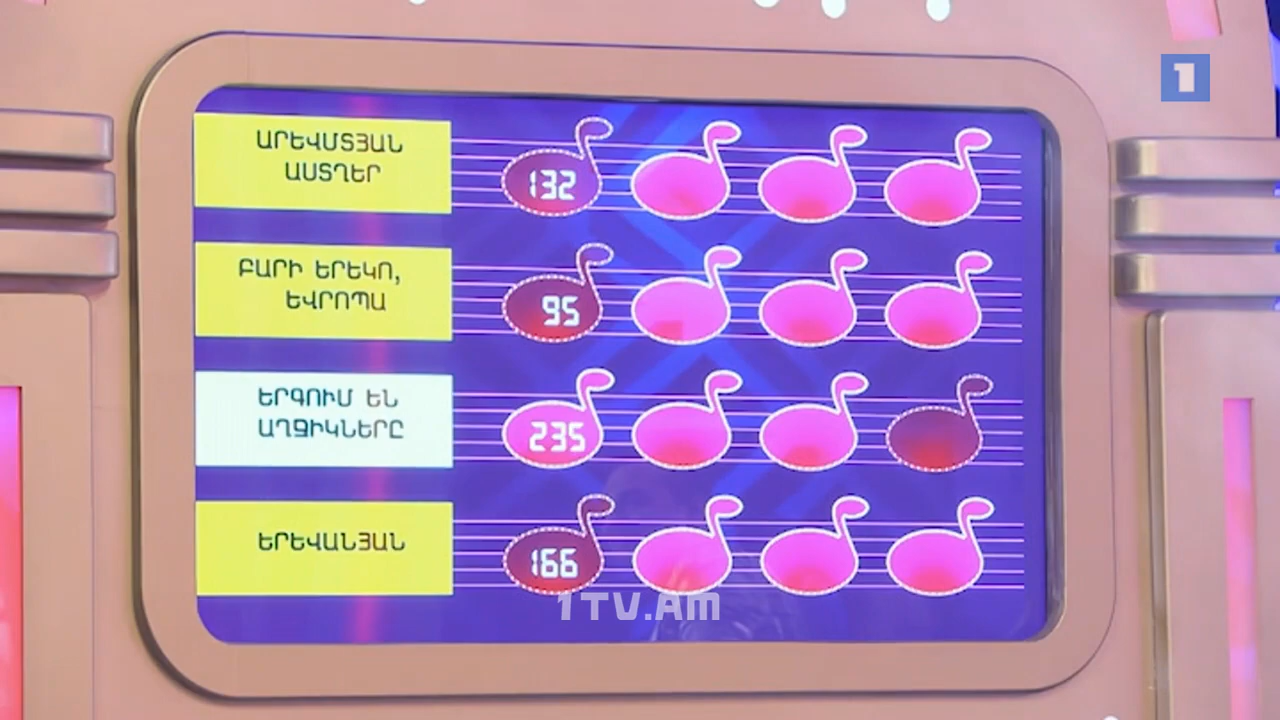 1
ԱՐԵՎՄՏՅԱՆ
ԱՍՏՂԵՐ
132
ԲԱՐԻ ԵՐԵԿՈ,
ԵՎՐՈՊԱ
95
ԵՐԳՈՒՄ ԵՆ
ԱՂՋԻԿՆԵՐԸ
235
ԵՐԵՎԱՆՅԱՆ
166
1TV.Am